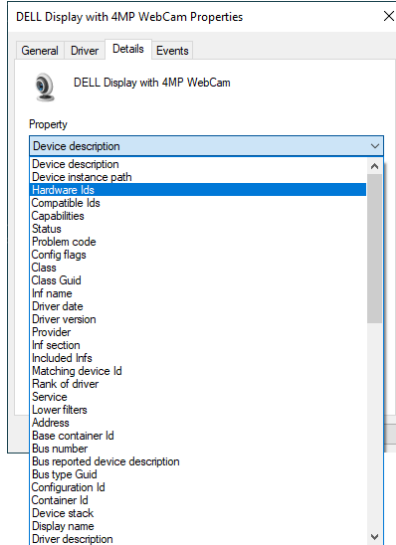 DELL Display with 4MP WebCam Properties
General Driver Details Events
DELL Display with 4MP WebCam
Property
Device description
Device description
Device instance path
Hardware Ids
Compatible Ids
Capabilities
Status
Problem code
Config flags
Class
Class Guid
Inf name
Driver date
Driver version
Provider
Inf section
Included Infs
Matching device Id
Rank of driver
Service
Lower filters
Address
Base container Id
Bus number
Bus reported device description
Bus type Guid
Configuration Id
Container Id
Device stack
Display name
Driver description